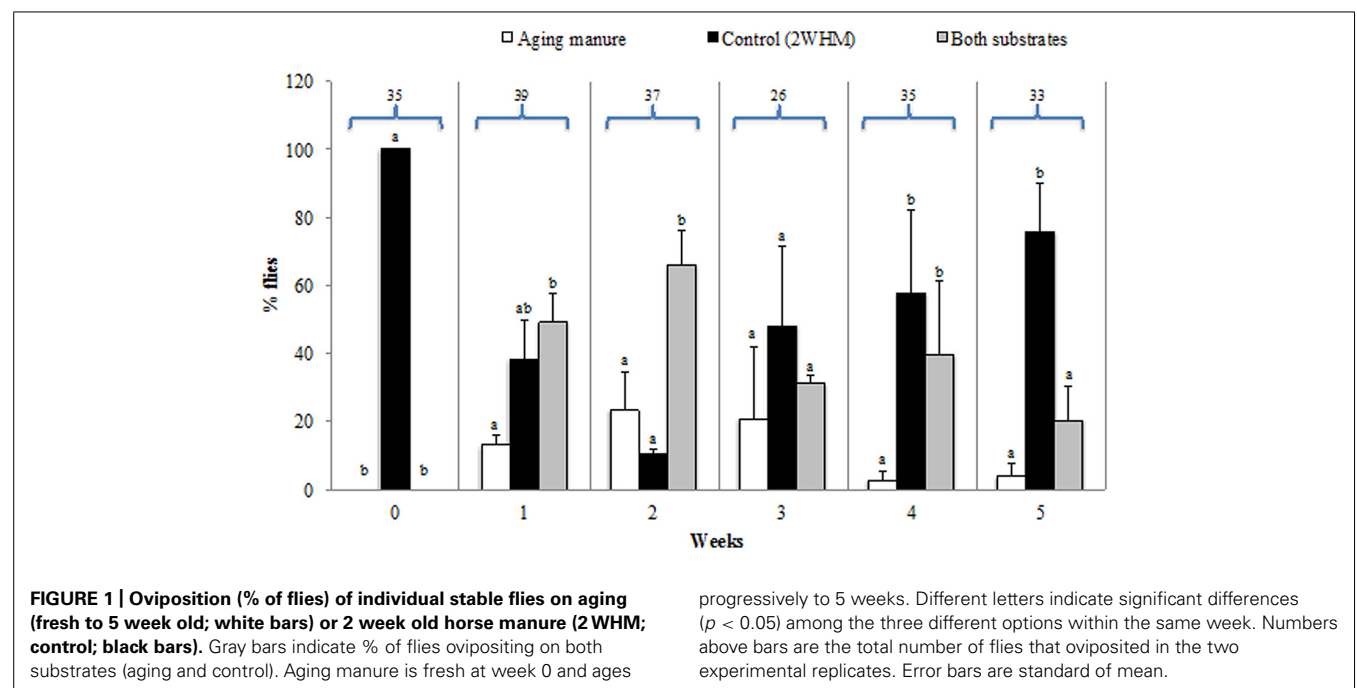 Aging manure Control (2WHM) Both substrates
120
100
80
60
40
20
0
% flies
35 39 37 26 35 33
b a b
a ab b
a a b
a a a
a b b
a b a
0 1 2 3 4 5
Weeks
FIGURE 1 | Oviposition (% of flies) of individual stable flies on aging
(fresh to 5 week old; white bars) or 2 week old horse manure (2 WHM;
control; black bars). Gray bars indicate % of flies ovipositing on both
substrates (aging and control). Aging manure is fresh at week 0 and ages
progressively to 5 weeks. Different letters indicate significant differences
(p < 0.05) among the three different options within the same week. Numbers
above bars are the total number of flies that oviposited in the two
experimental replicates. Error bars are standard of mean.